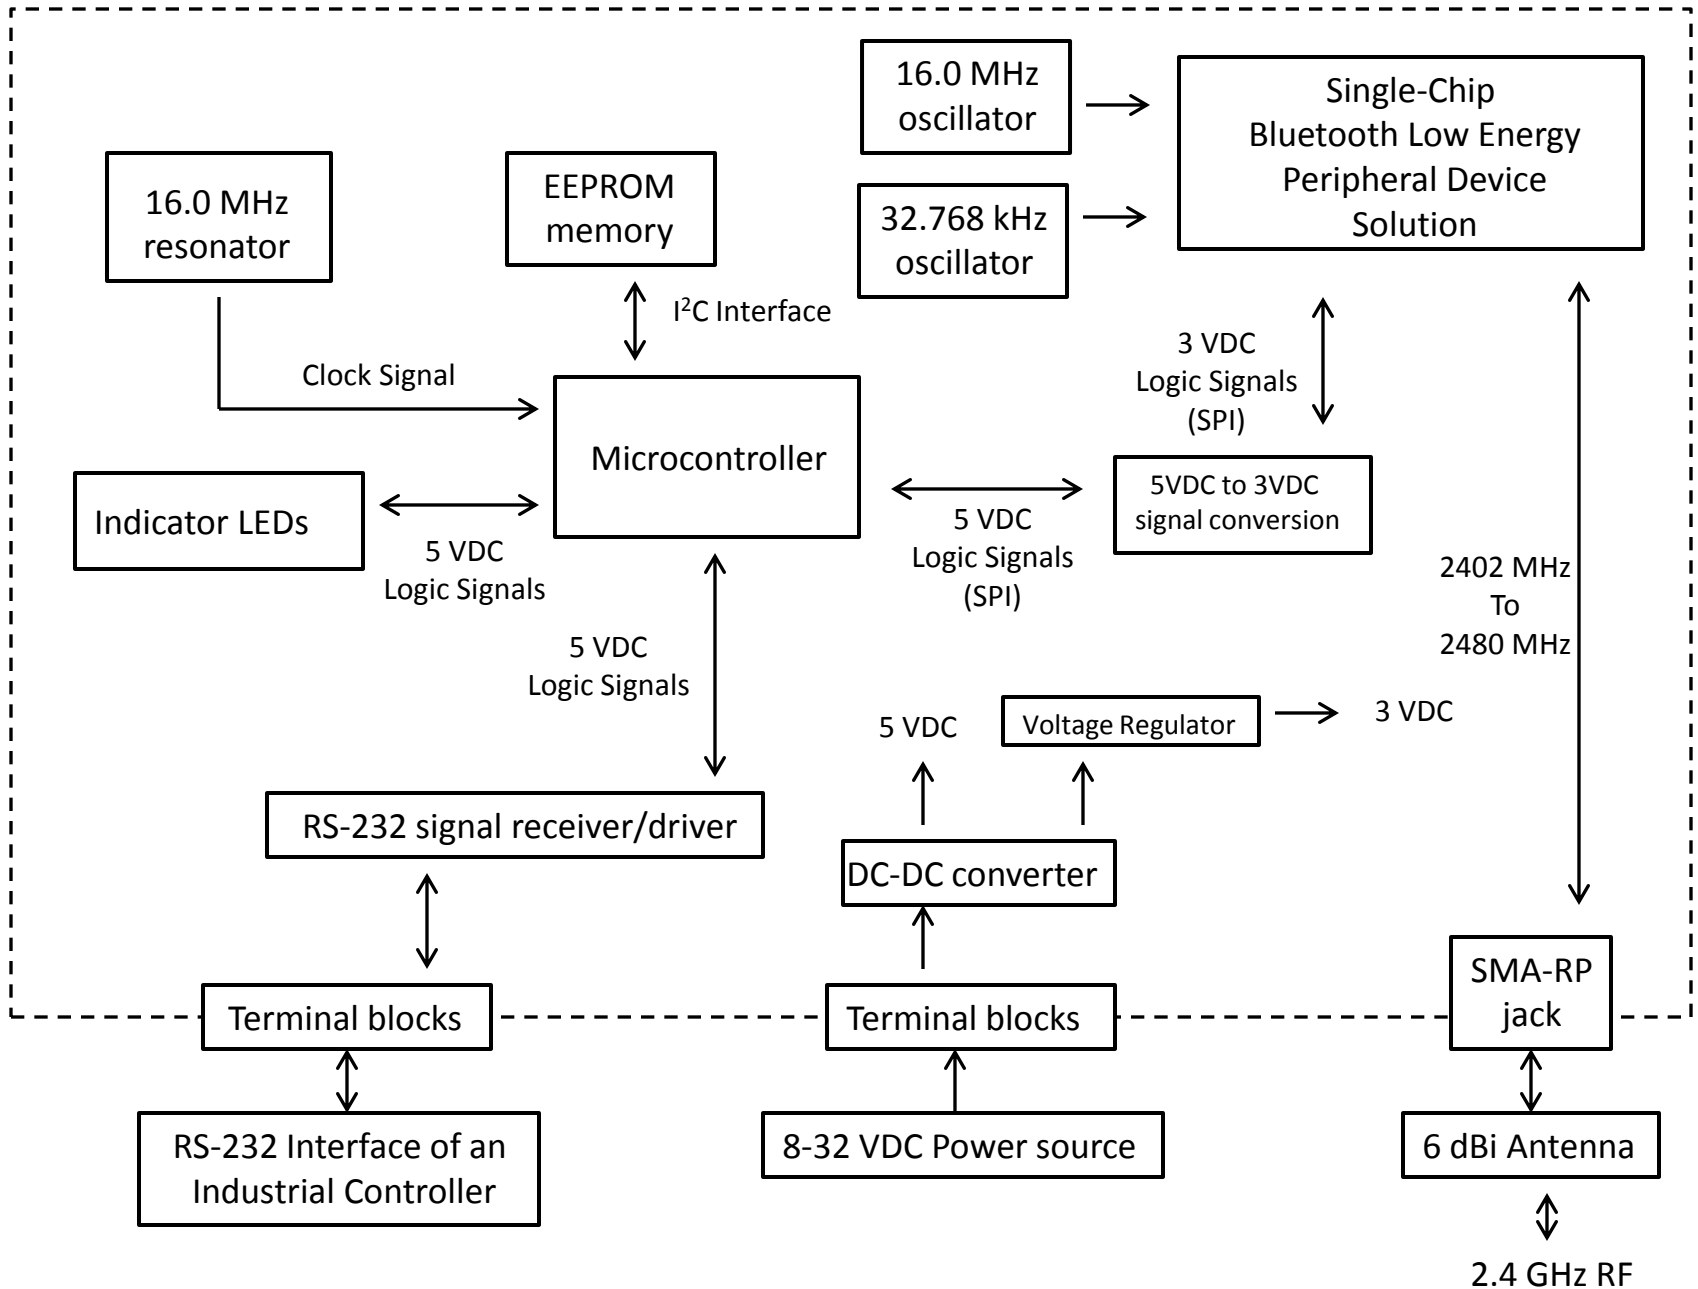 16.0 MHz
oscillator
Single-Chip
Bluetooth Low Energy
Peripheral Device
Solution
16.0 MHz
resonator
EEPROM
memory
32.768 kHz
oscillator
I²C Interface
Clock Signal
3 VDC
Logic Signals
(SPI)
Microcontroller
Indicator LEDs
5 VDC
Logic Signals
5 VDC
Logic Signals
(SPI)
5VDC to 3VDC
signal conversion
2402 MHz
To
2480 MHz
5 VDC
Logic Signals
5 VDC
Voltage Regulator
3 VDC
RS-232 signal receiver/driver
DC-DC converter
Terminal blocks
Terminal blocks
SMA-RP
jack
RS-232 Interface of an
Industrial Controller
8-32 VDC Power source
6 dBi Antenna
2.4 GHz RF